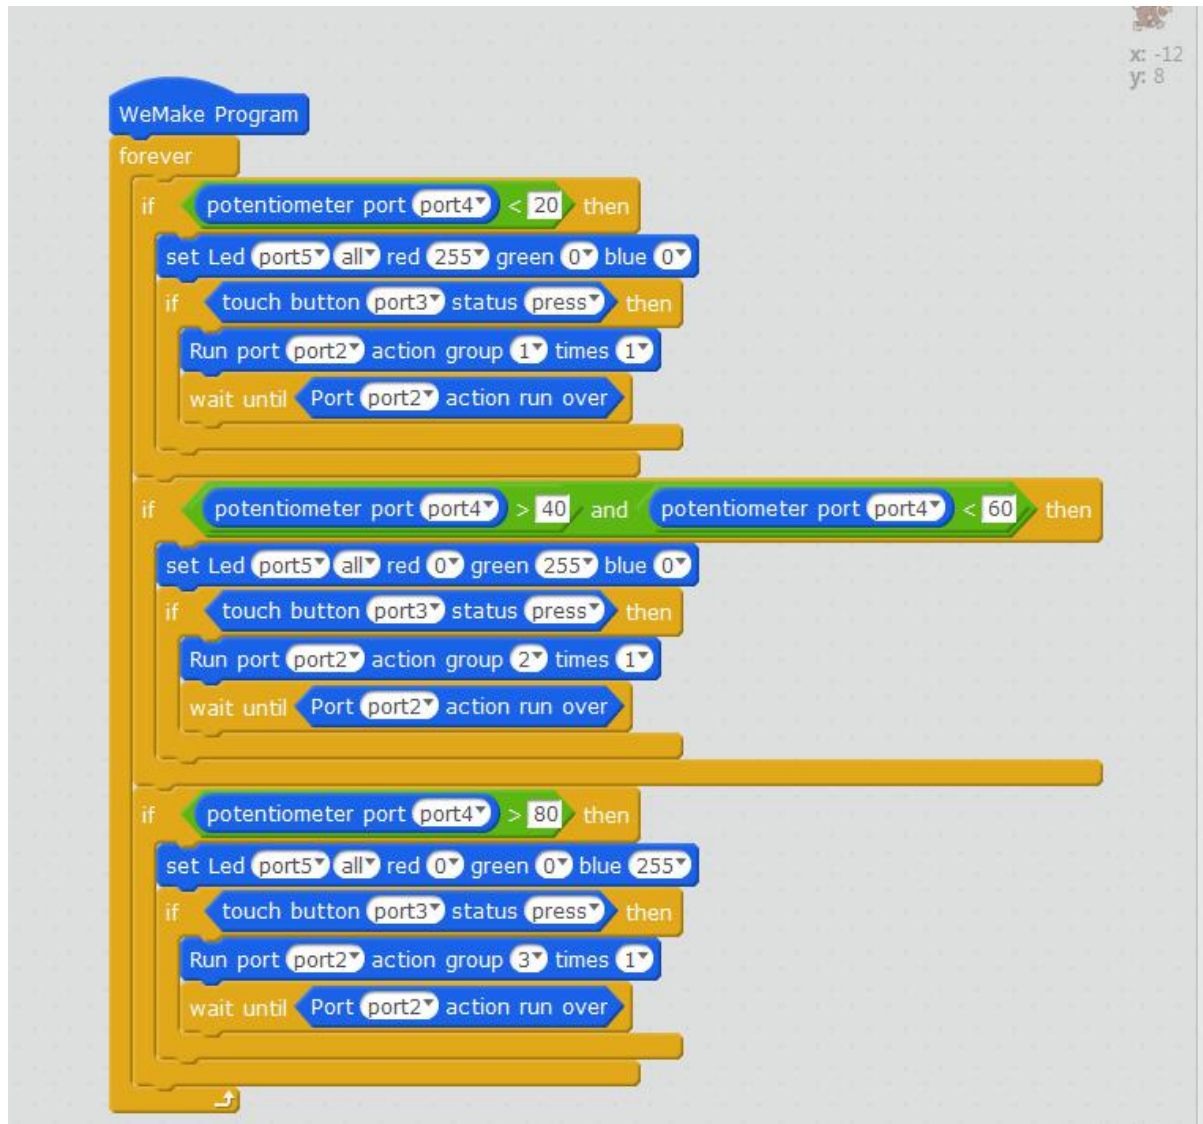 x: -12
y: 8
WeMake Program
forever
if potentiometer port port4 < 20 then
set Led port5 all red 255 green 0 blue 0
if touch button port3 status press then
Run port port2 action group 1 times 1
wait until Port port2 action run over
if potentiometer port port4 > 40 and potentiometer port port4 < 60 then
set Led port5 all red 0 green 255 blue 0
if touch button port3 status press then
Run port port2 action group 2 times 1
wait until Port port2 action run over
if potentiometer port port4 > 80 then
set Led port5 all red 0 green 0 blue 255
if touch button port3 status press then
Run port port2 action group 3 times 1
wait until Port port2 action run over